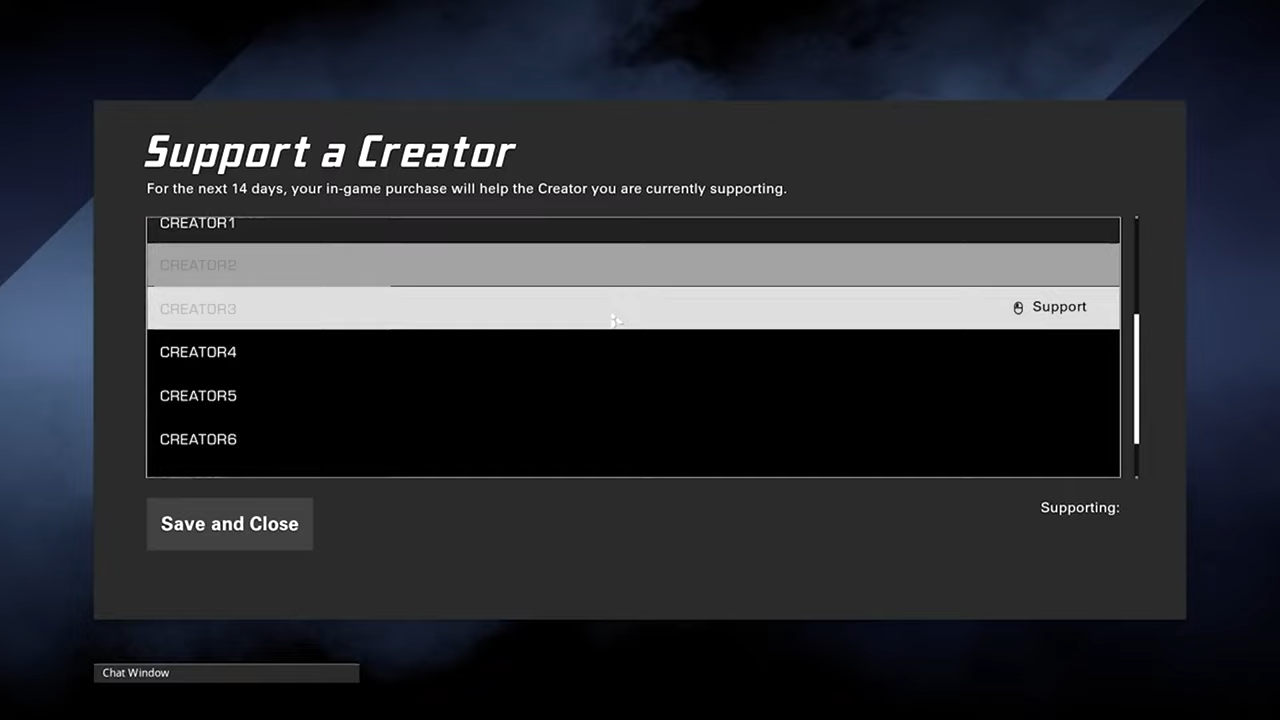 Support a Creator
For the next 14 days, your in-game purchase will help the Creator you are currently supporting.
CREATOR1
CREATOR2
CREATOR3 Support
CREATOR4
CREATOR5
CREATOR6
Save and Close
Supporting:
Chat Window